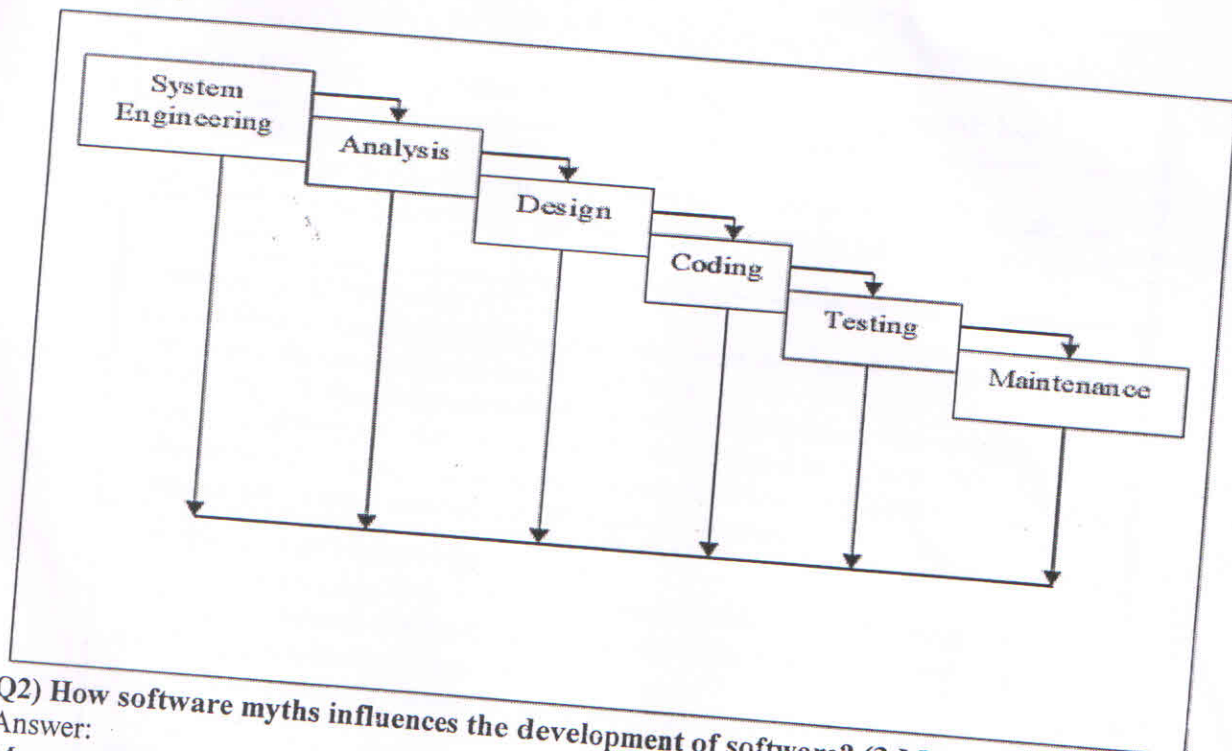 System
Engineering
Analysis
Design
Coding
Testing
Maintenance
Q2) How software myths influences the development of software?
Answer: